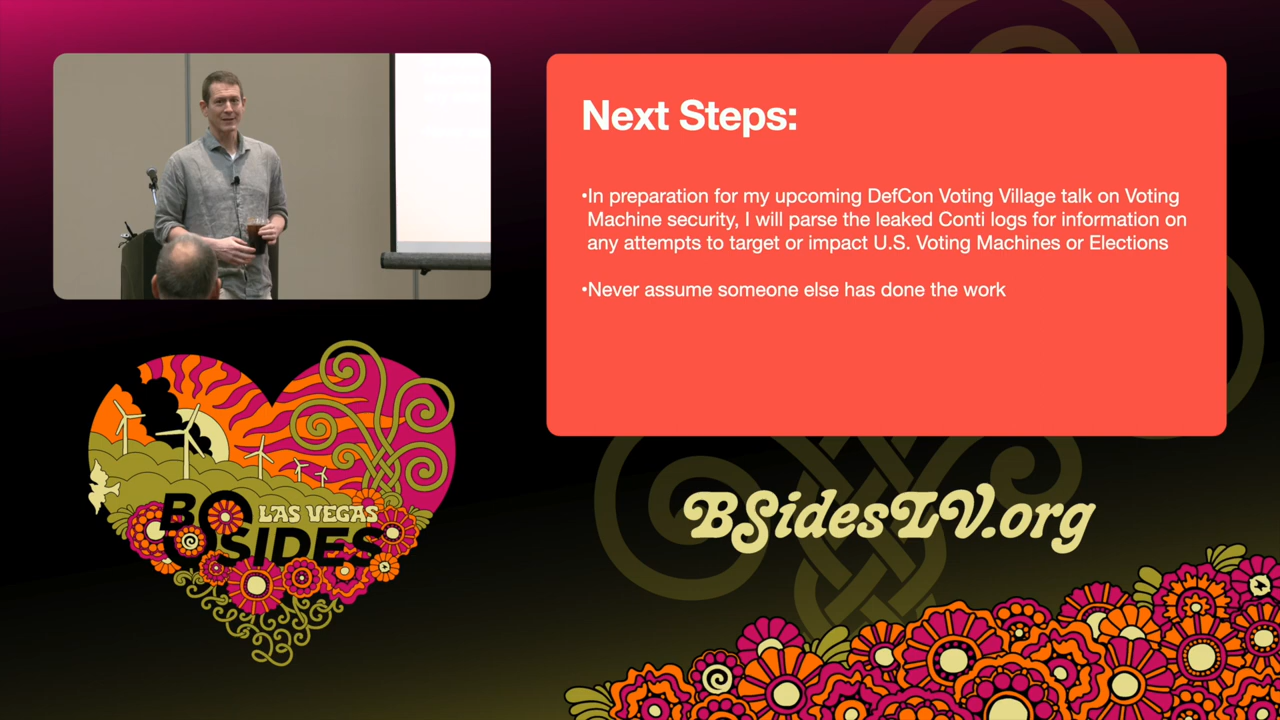 Next Steps:
•In preparation for my upcoming DefCon Voting Village talk on Voting
Machine security, I will parse the leaked Conti logs for information on
any attempts to target or impact U.S. Voting Machines or Elections
•Never assume someone else has done the work
BSidesLV.org
BSIDES
LAS VEGAS
23